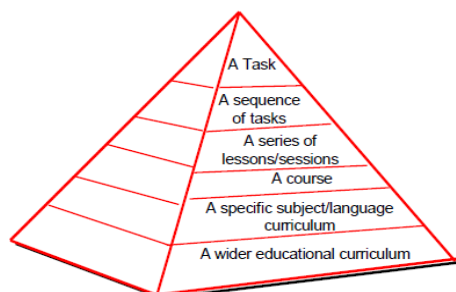 A Task
A sequence
of tasks
A series of
lessons/sessions
A course
A specific subject/language
curriculum
A wider educational curriculum